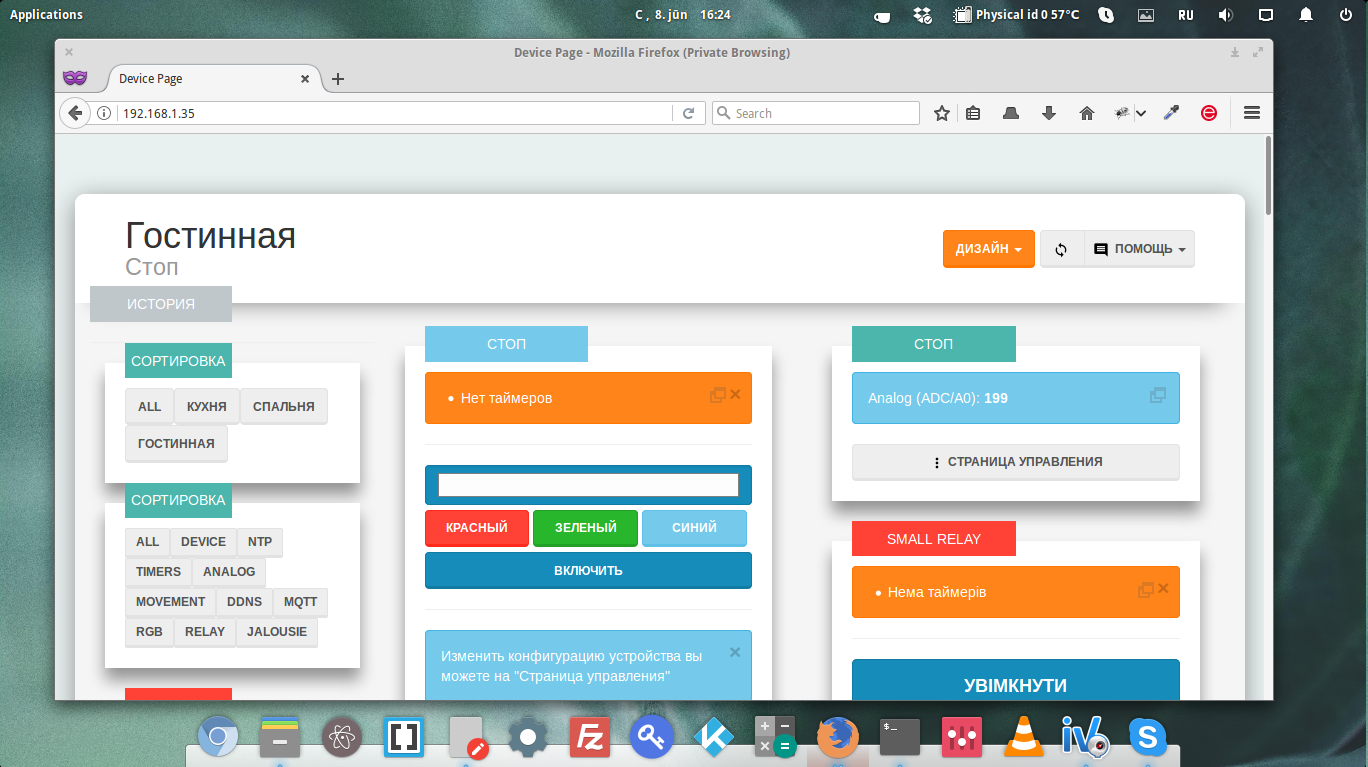 Applications
С , 8. jūn 16:24
Physical id 0 57°C
RU
Device Page - Mozilla Firefox (Private Browsing)
Device Page
192.168.1.35
Search
Гостинная
Стоп
ДИЗАЙН
ПОМОЩЬ
ИСТОРИЯ
СОРТИРОВКА
ALL КУХНЯ СПАЛЬНЯ
ГОСТИННАЯ
СОРТИРОВКА
ALL DEVICE NTP
TIMERS ANALOG
MOVEMENT DDNS MQTT
RGB RELAY JALOUSIE
СТОП
Нет таймеров
КРАСНЫЙ ЗЕЛЕНЫЙ СИНИЙ
ВКЛЮЧИТЬ
Изменить конфигурацию устройства вы
можете на "Страница управления"
СТОП
Analog (ADC/A0): 199
СТРАНИЦА УПРАВЛЕНИЯ
SMALL RELAY
Нема таймерів
УВІМКНУТИ